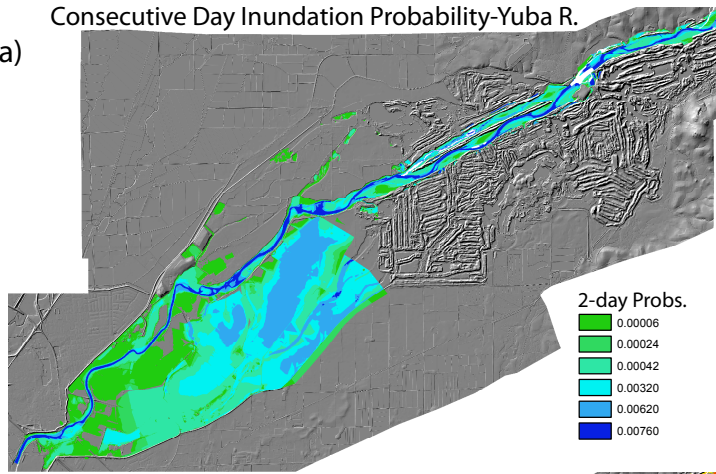 Consecutive Day Inundation Probability-Yuba R.
a)
2-day Probs.
0.00006
0.00024
0.00042
0.00320
0.00620
0.00760